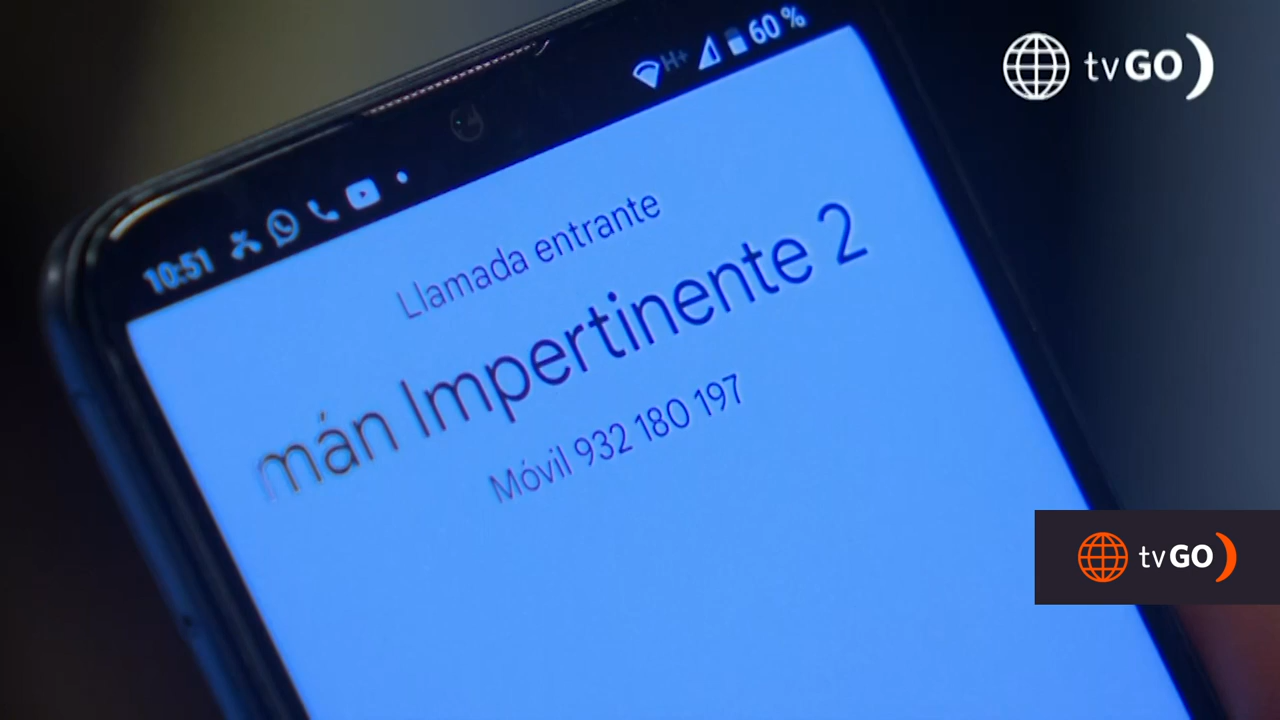 tvGO
60 %
H+
10:51
Llamada entrante
mán Impertinente 2
Móvil 932 180 197
tvGO